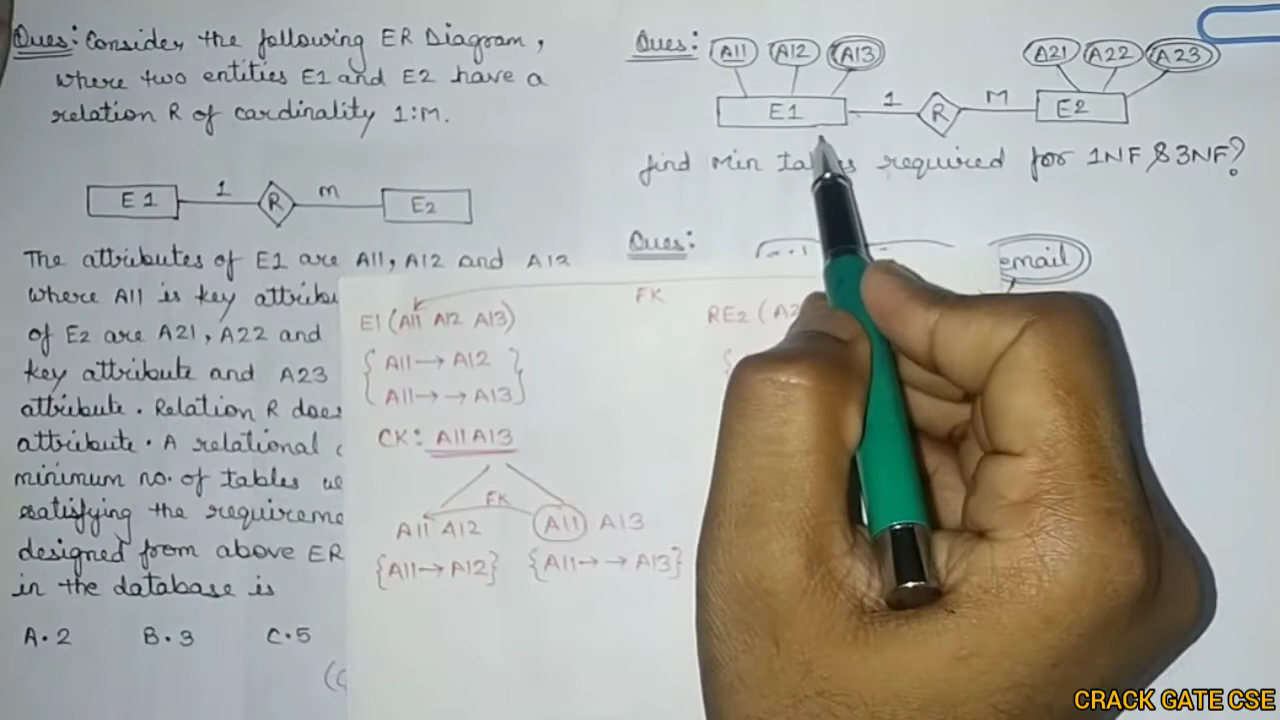 Ques: Consider the following ER Diagram,
where two entities E1 and E2 have a
relation R of cardinality 1:M.
E1 1 R M E2
The attributes of E1 are A11, A12 and A13
where A11 is key attribu
of E2 are A21, A22 and
key attribute and A23
attribute. Relation R does
attribute. A relational
minimum no. of tables
satisfying the requireme
designed from above ER
in the database is
A. 2 B. 3 C. 5
Ques: A11 A12 A13 A21 A22 A23
E1 1 R M E2
find Min tables required for 1NF & 3NF?
Ques:
email
FK
E1(A11 A12 A13)
RE2(A2
{A11→A12
A11→→A13}
CK: A11A13
FK
A11 A12 A11 A13
{A11→A12} {A11→→A13}
CRACK GATE CSE